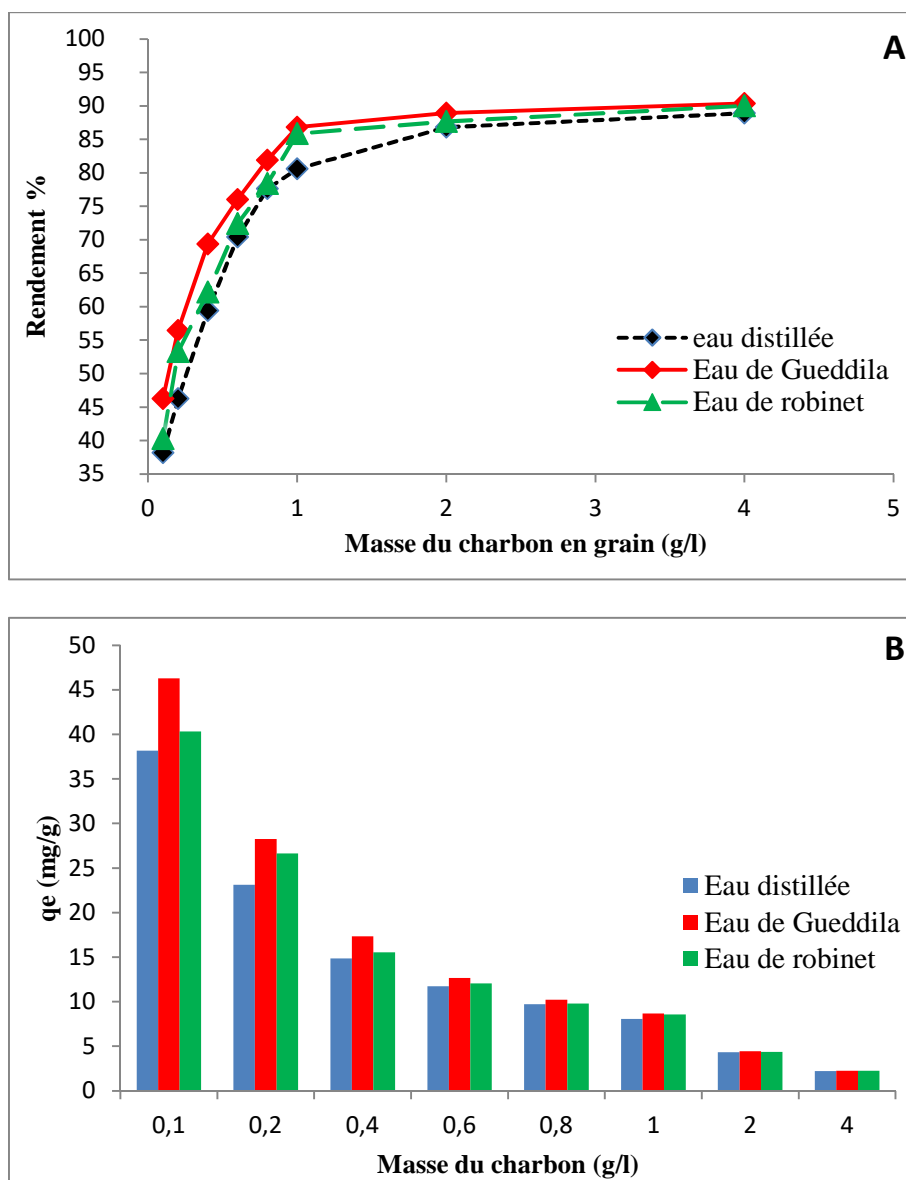 A
100
95
90
85
80
75
70
65
60
55
50
45
40
35
Rendement %
eau distillée
Eau de Gueddila
Eau de robinet
0 1 2 3 4 5
Masse du charbon en grain (g/l)
B
50
45
40
35
30
25
20
15
10
5
0
qe (mg/g)
Eau distillée
Eau de Gueddila
Eau de robinet
0,1 0,2 0,4 0,6 0,8 1 2 4
Masse du charbon (g/l)